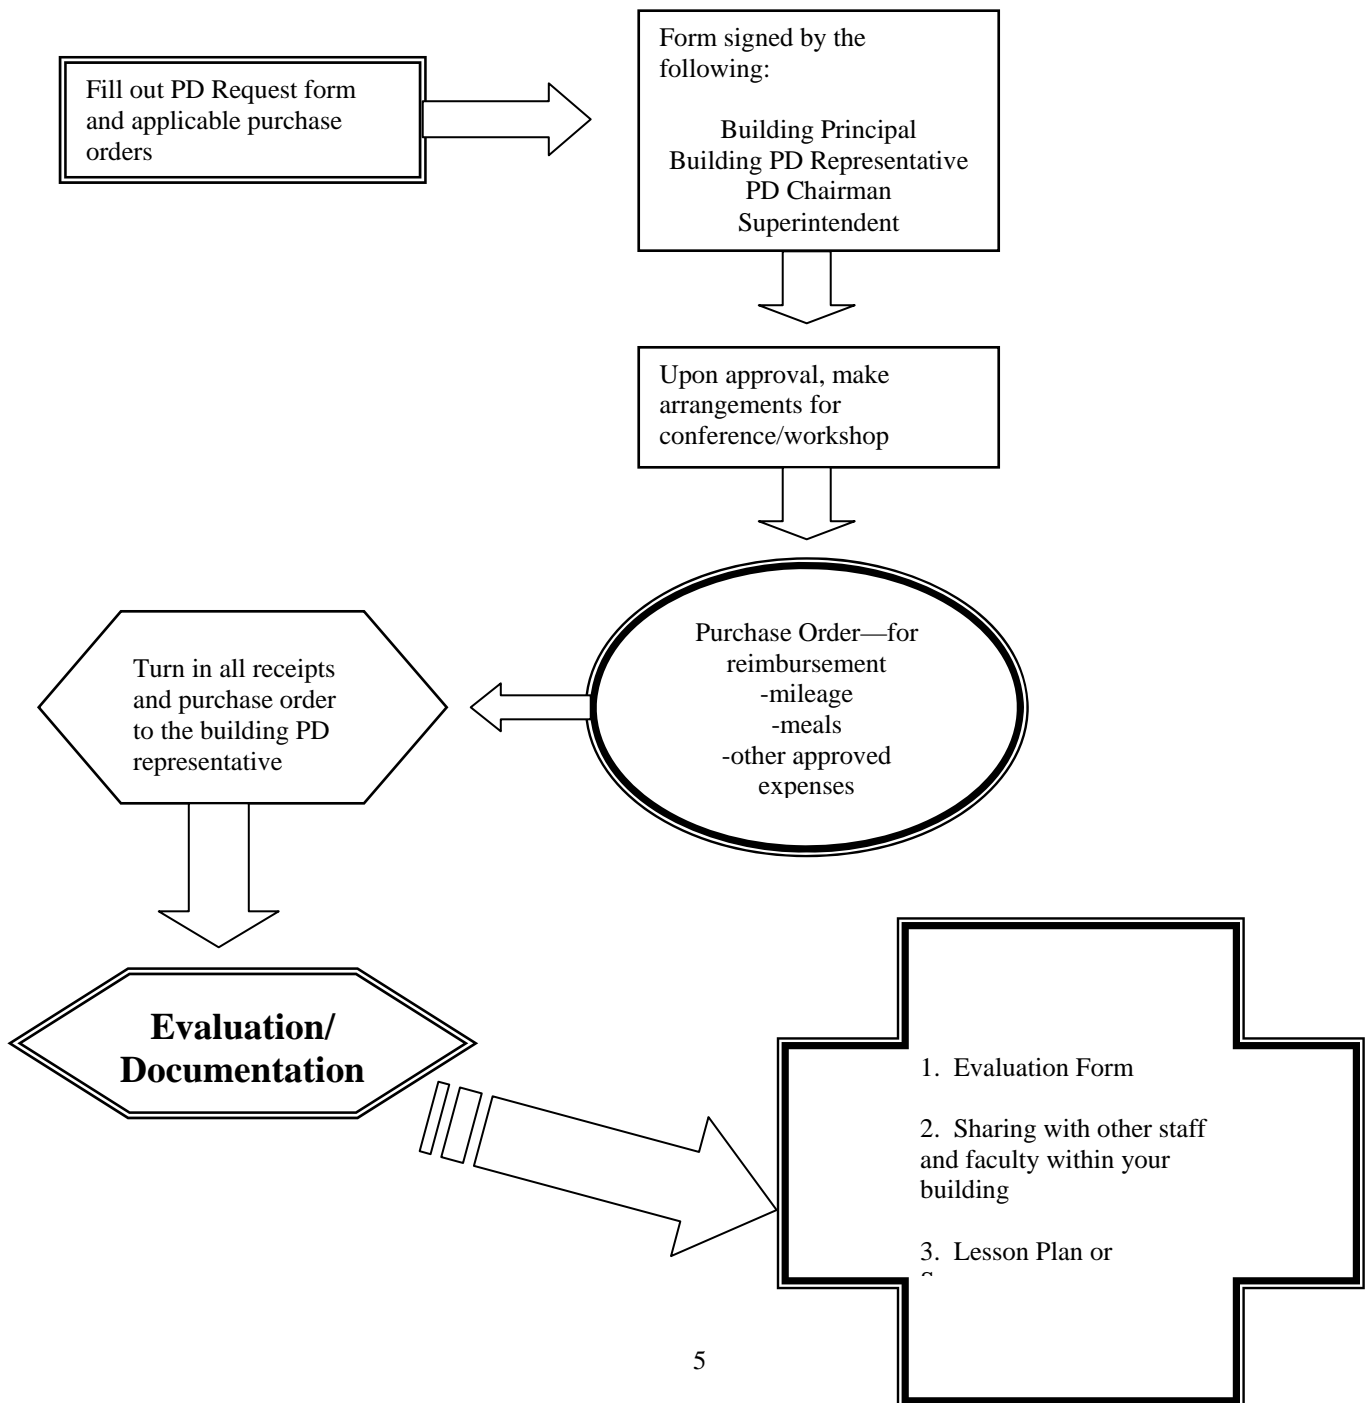 Fill out PD Request form
and applicable purchase
orders
Form signed by the
following:
Building Principal
Building PD Representative
PD Chairman
Superintendent
Upon approval, make
arrangements for
conference/workshop
Purchase Order—for
reimbursement
-mileage
-meals
-other approved
expenses
Turn in all receipts
and purchase order
to the building PD
representative
Evaluation/
Documentation
1. Evaluation Form
2. Sharing with other staff
and faculty within your
building
3. Lesson Plan or
5